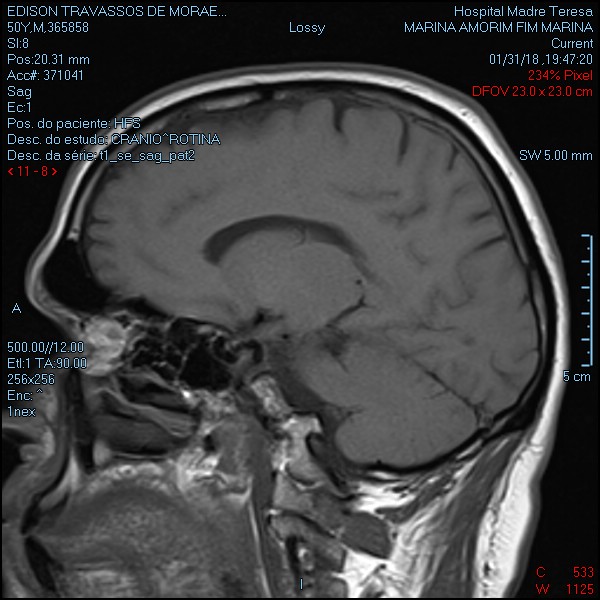 EDISON TRAVASSOS DE MORAE...
50Y,M,365858
Sl:8
Pos:20.31 mm
Acc#: 371041
Sag
Ec:1
Pos. do paciente: HFS
Desc. do estudo: CRANIO^ROTINA
Desc. da série: t1_se_sag_pat2
< 11 - 8 >
Lossy
Hospital Madre Teresa
MARINA AMORIM FIM MARINA
Current
01/31/18 ,19:47:20
234% Pixel
DFOV 23.0 x 23.0 cm
SW 5.00 mm
A
500.00//12.00
Etl:1 TA:90.00
256x256
Enc: ^
1nex
5 cm
I
C 533
W 1125